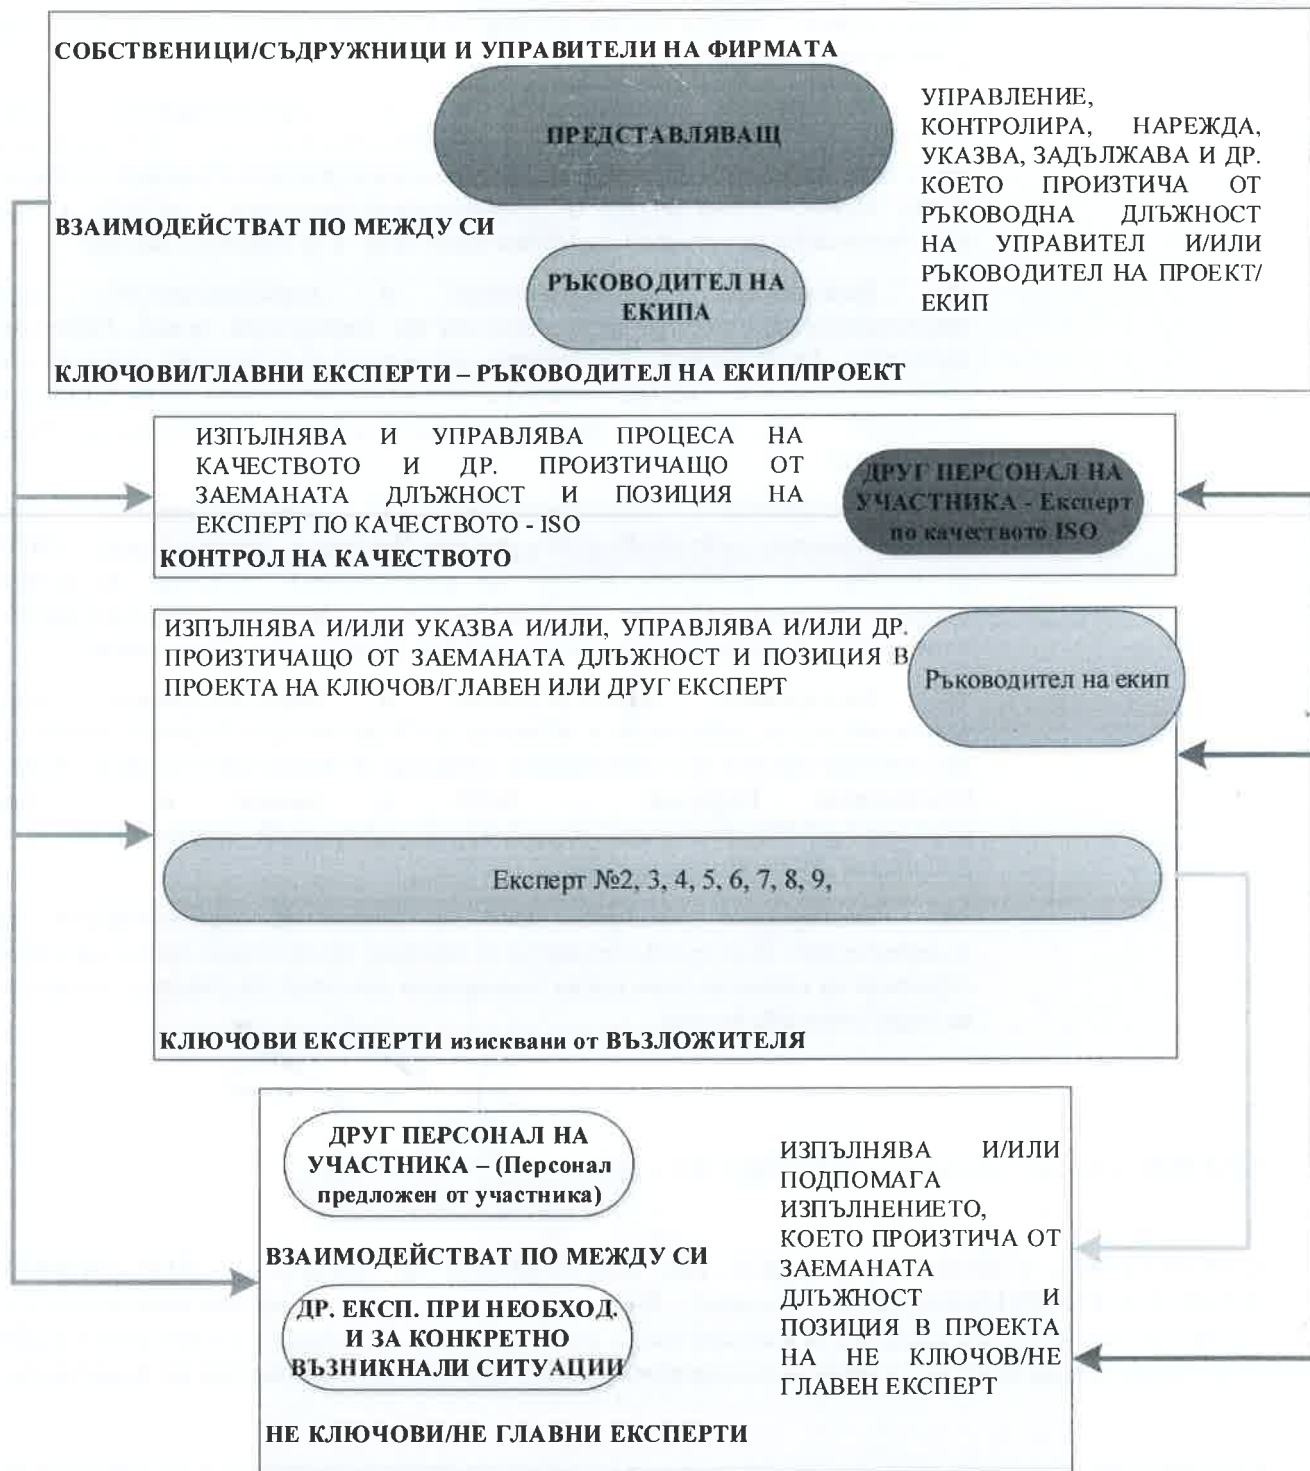 СОБСТВЕНИЦИ/СЪДРУЖНИЦИ И УПРАВИТЕЛИ НА ФИРМАТА
ПРЕДСТАВЛЯВАЩ
УПРАВЛЕНИЕ,
КОНТРОЛИРА, НАРЕЖДА,
УКАЗВА, ЗАДЪЛЖАВА И ДР.
КОЕТО ПРОИЗТИЧА ОТ
РЪКОВОДНА ДЛЪЖНОСТ
НА УПРАВИТЕЛ И/ИЛИ
РЪКОВОДИТЕЛ НА ПРОЕКТ/
ЕКИП
ВЗАИМОДЕЙСТВАТ ПО МЕЖДУ СИ
РЪКОВОДИТЕЛ НА
ЕКИПА
КЛЮЧОВИ/ГЛАВНИ ЕКСПЕРТИ – РЪКОВОДИТЕЛ НА ЕКИП/ПРОЕКТ
ИЗПЪЛНЯВА И УПРАВЛЯВА ПРОЦЕСА НА
КАЧЕСТВОТО И ДР. ПРОИЗТИЧАЩО ОТ
ЗАЕМАНАТА ДЛЪЖНОСТ И ПОЗИЦИЯ НА
ЕКСПЕРТ ПО КАЧЕСТВОТО - ISO
ДРУГ ПЕРСОНАЛ НА
УЧАСТНИКА - Експерт
по качеството ISO
КОНТРОЛ НА КАЧЕСТВОТО
ИЗПЪЛНЯВА И/ИЛИ УКАЗВА И/ИЛИ, УПРАВЛЯВА И/ИЛИ ДР.
ПРОИЗТИЧАЩО ОТ ЗАЕМАНАТА ДЛЪЖНОСТ И ПОЗИЦИЯ В
ПРОЕКТА НА КЛЮЧОВ/ГЛАВЕН ИЛИ ДРУГ ЕКСПЕРТ
Ръководител на екип
Експерт №2, 3, 4, 5, 6, 7, 8, 9,
КЛЮЧОВИ ЕКСПЕРТИ изисквани от ВЪЗЛОЖИТЕЛЯ
ДРУГ ПЕРСОНАЛ НА
УЧАСТНИКА – (Персонал
предложен от участника)
ВЗАИМОДЕЙСТВАТ ПО МЕЖДУ СИ
ДР. ЕКСП. ПРИ НЕОБХОД.
И ЗА КОНКРЕТНО
ВЪЗНИКНАЛИ СИТУАЦИИ
ИЗПЪЛНЯВА И/ИЛИ
ПОДПОМАГА
ИЗПЪЛНЕНИЕТО,
КОЕТО ПРОИЗТИЧА ОТ
ЗАЕМАНАТА
ДЛЪЖНОСТ И
ПОЗИЦИЯ В ПРОЕКТА
НА НЕ КЛЮЧОВ/НЕ
ГЛАВЕН ЕКСПЕРТ
НЕ КЛЮЧОВИ/НЕ ГЛАВНИ ЕКСПЕРТИ